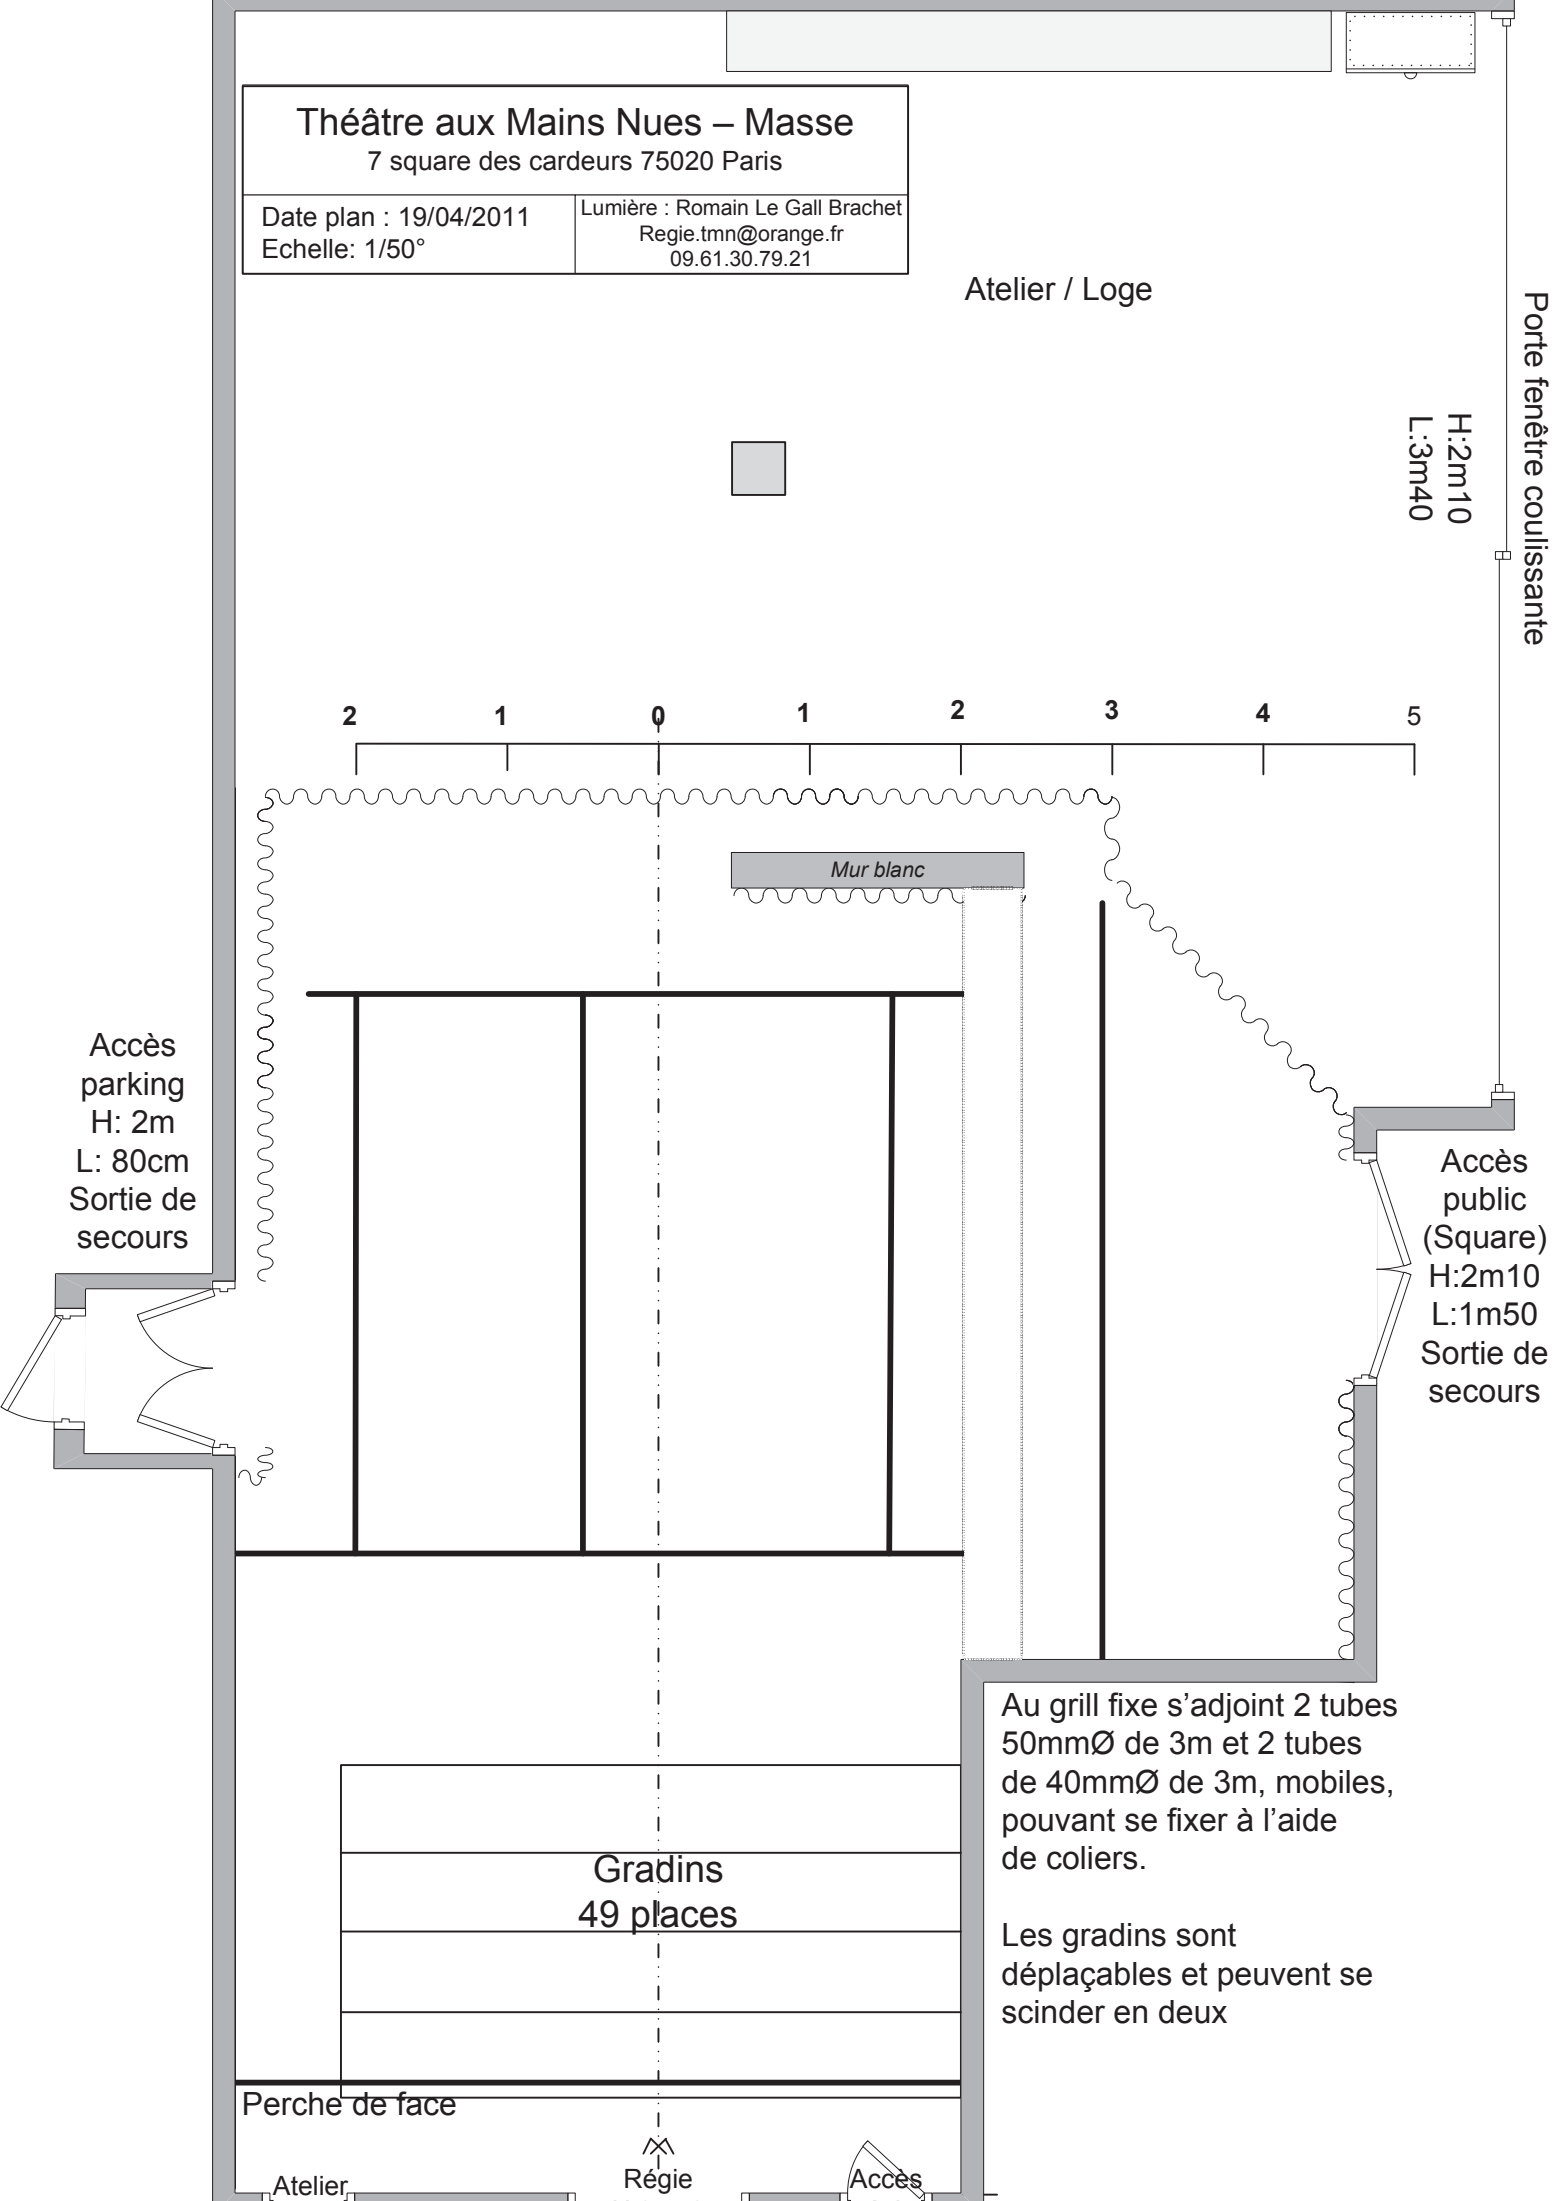 Théâtre aux Mains Nues – Masse
7 square des cardeurs 75020 Paris
Date plan : 19/04/2011
Echelle: 1/50°
Lumière : Romain Le Gall Brachet
Regie.tmn@orange.fr
09.61.30.79.21
Atelier / Loge
Porte fenêtre coulissante
H:2m10
L:3m40
2 1 0 1 2 3 4 5
Mur blanc
Accès
parking
H: 2m
L: 80cm
Sortie de
secours
Accès
public
(Square)
H:2m10
L:1m50
Sortie de
secours
Au grill fixe s’adjoint 2 tubes
50mmØ de 3m et 2 tubes
de 40mmØ de 3m, mobiles,
pouvant se fixer à l’aide
de coliers.
Les gradins sont
déplaçables et peuvent se
scinder en deux
Gradins
49 places
Perche de face
Atelier
Régie
Accès